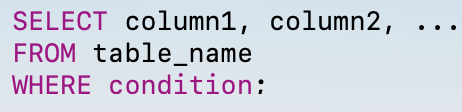 SELECT column1, column2, ...
FROM table_name
WHERE condition: